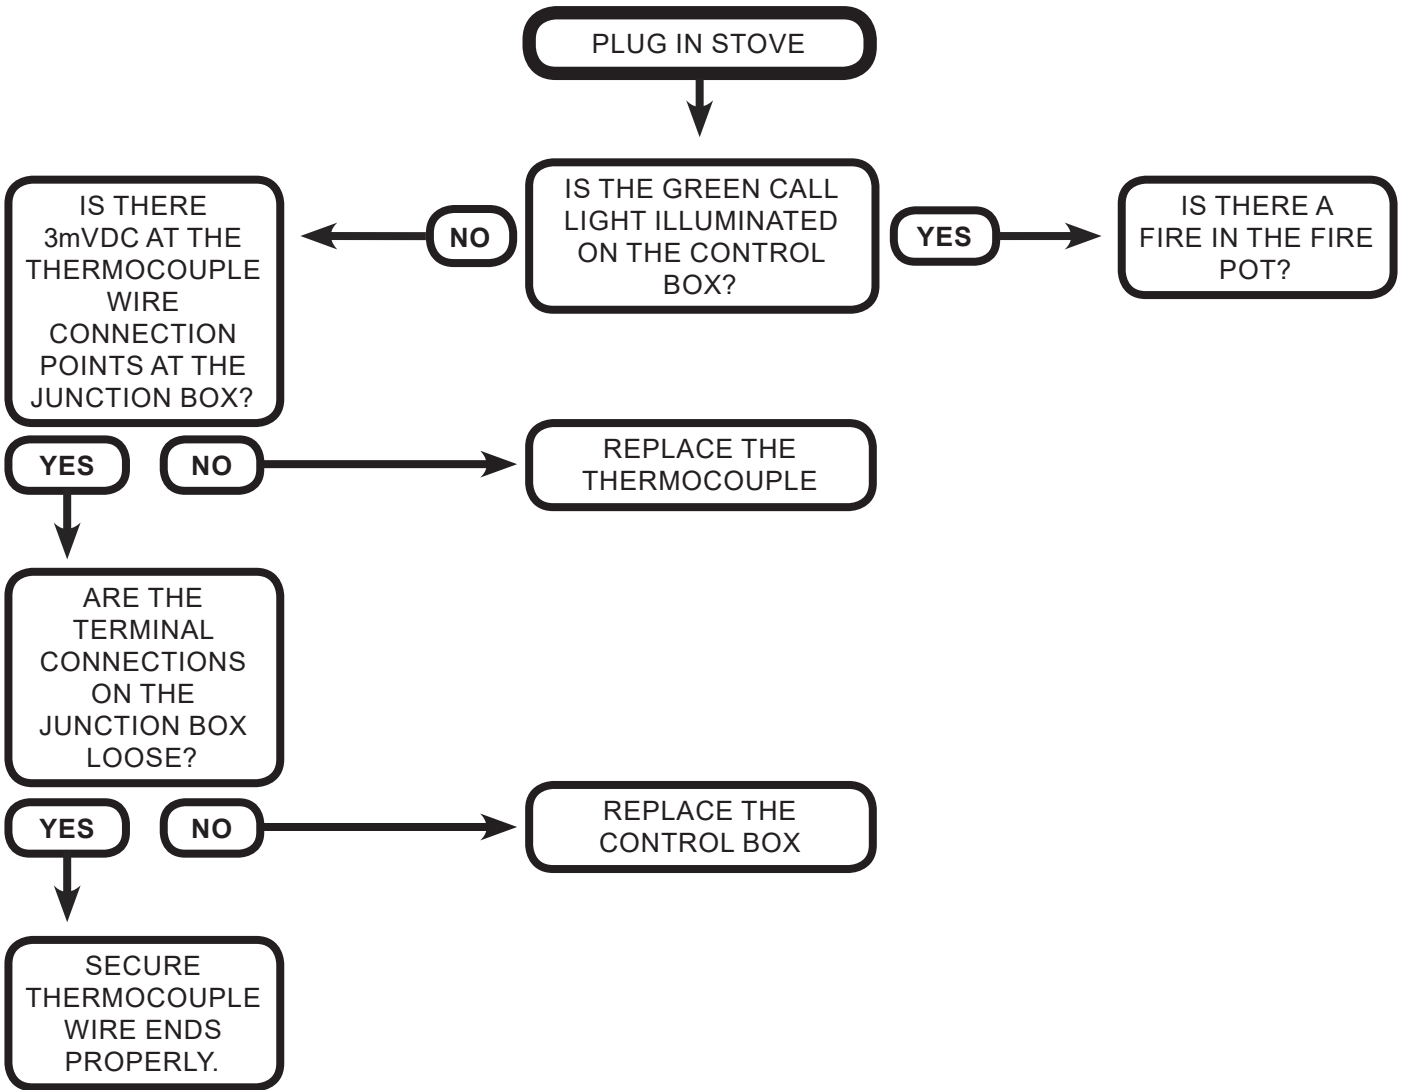 PLUG IN STOVE
IS THE GREEN CALL
LIGHT ILLUMINATED
ON THE CONTROL
BOX?
NO
YES
IS THERE
3mVDC AT THE
THERMOCOUPLE
WIRE
CONNECTION
POINTS AT THE
JUNCTION BOX?
IS THERE A
FIRE IN THE FIRE
POT?
YES
NO
REPLACE THE
THERMOCOUPLE
ARE THE
TERMINAL
CONNECTIONS
ON THE
JUNCTION BOX
LOOSE?
YES
NO
REPLACE THE
CONTROL BOX
SECURE
THERMOCOUPLE
WIRE ENDS
PROPERLY.